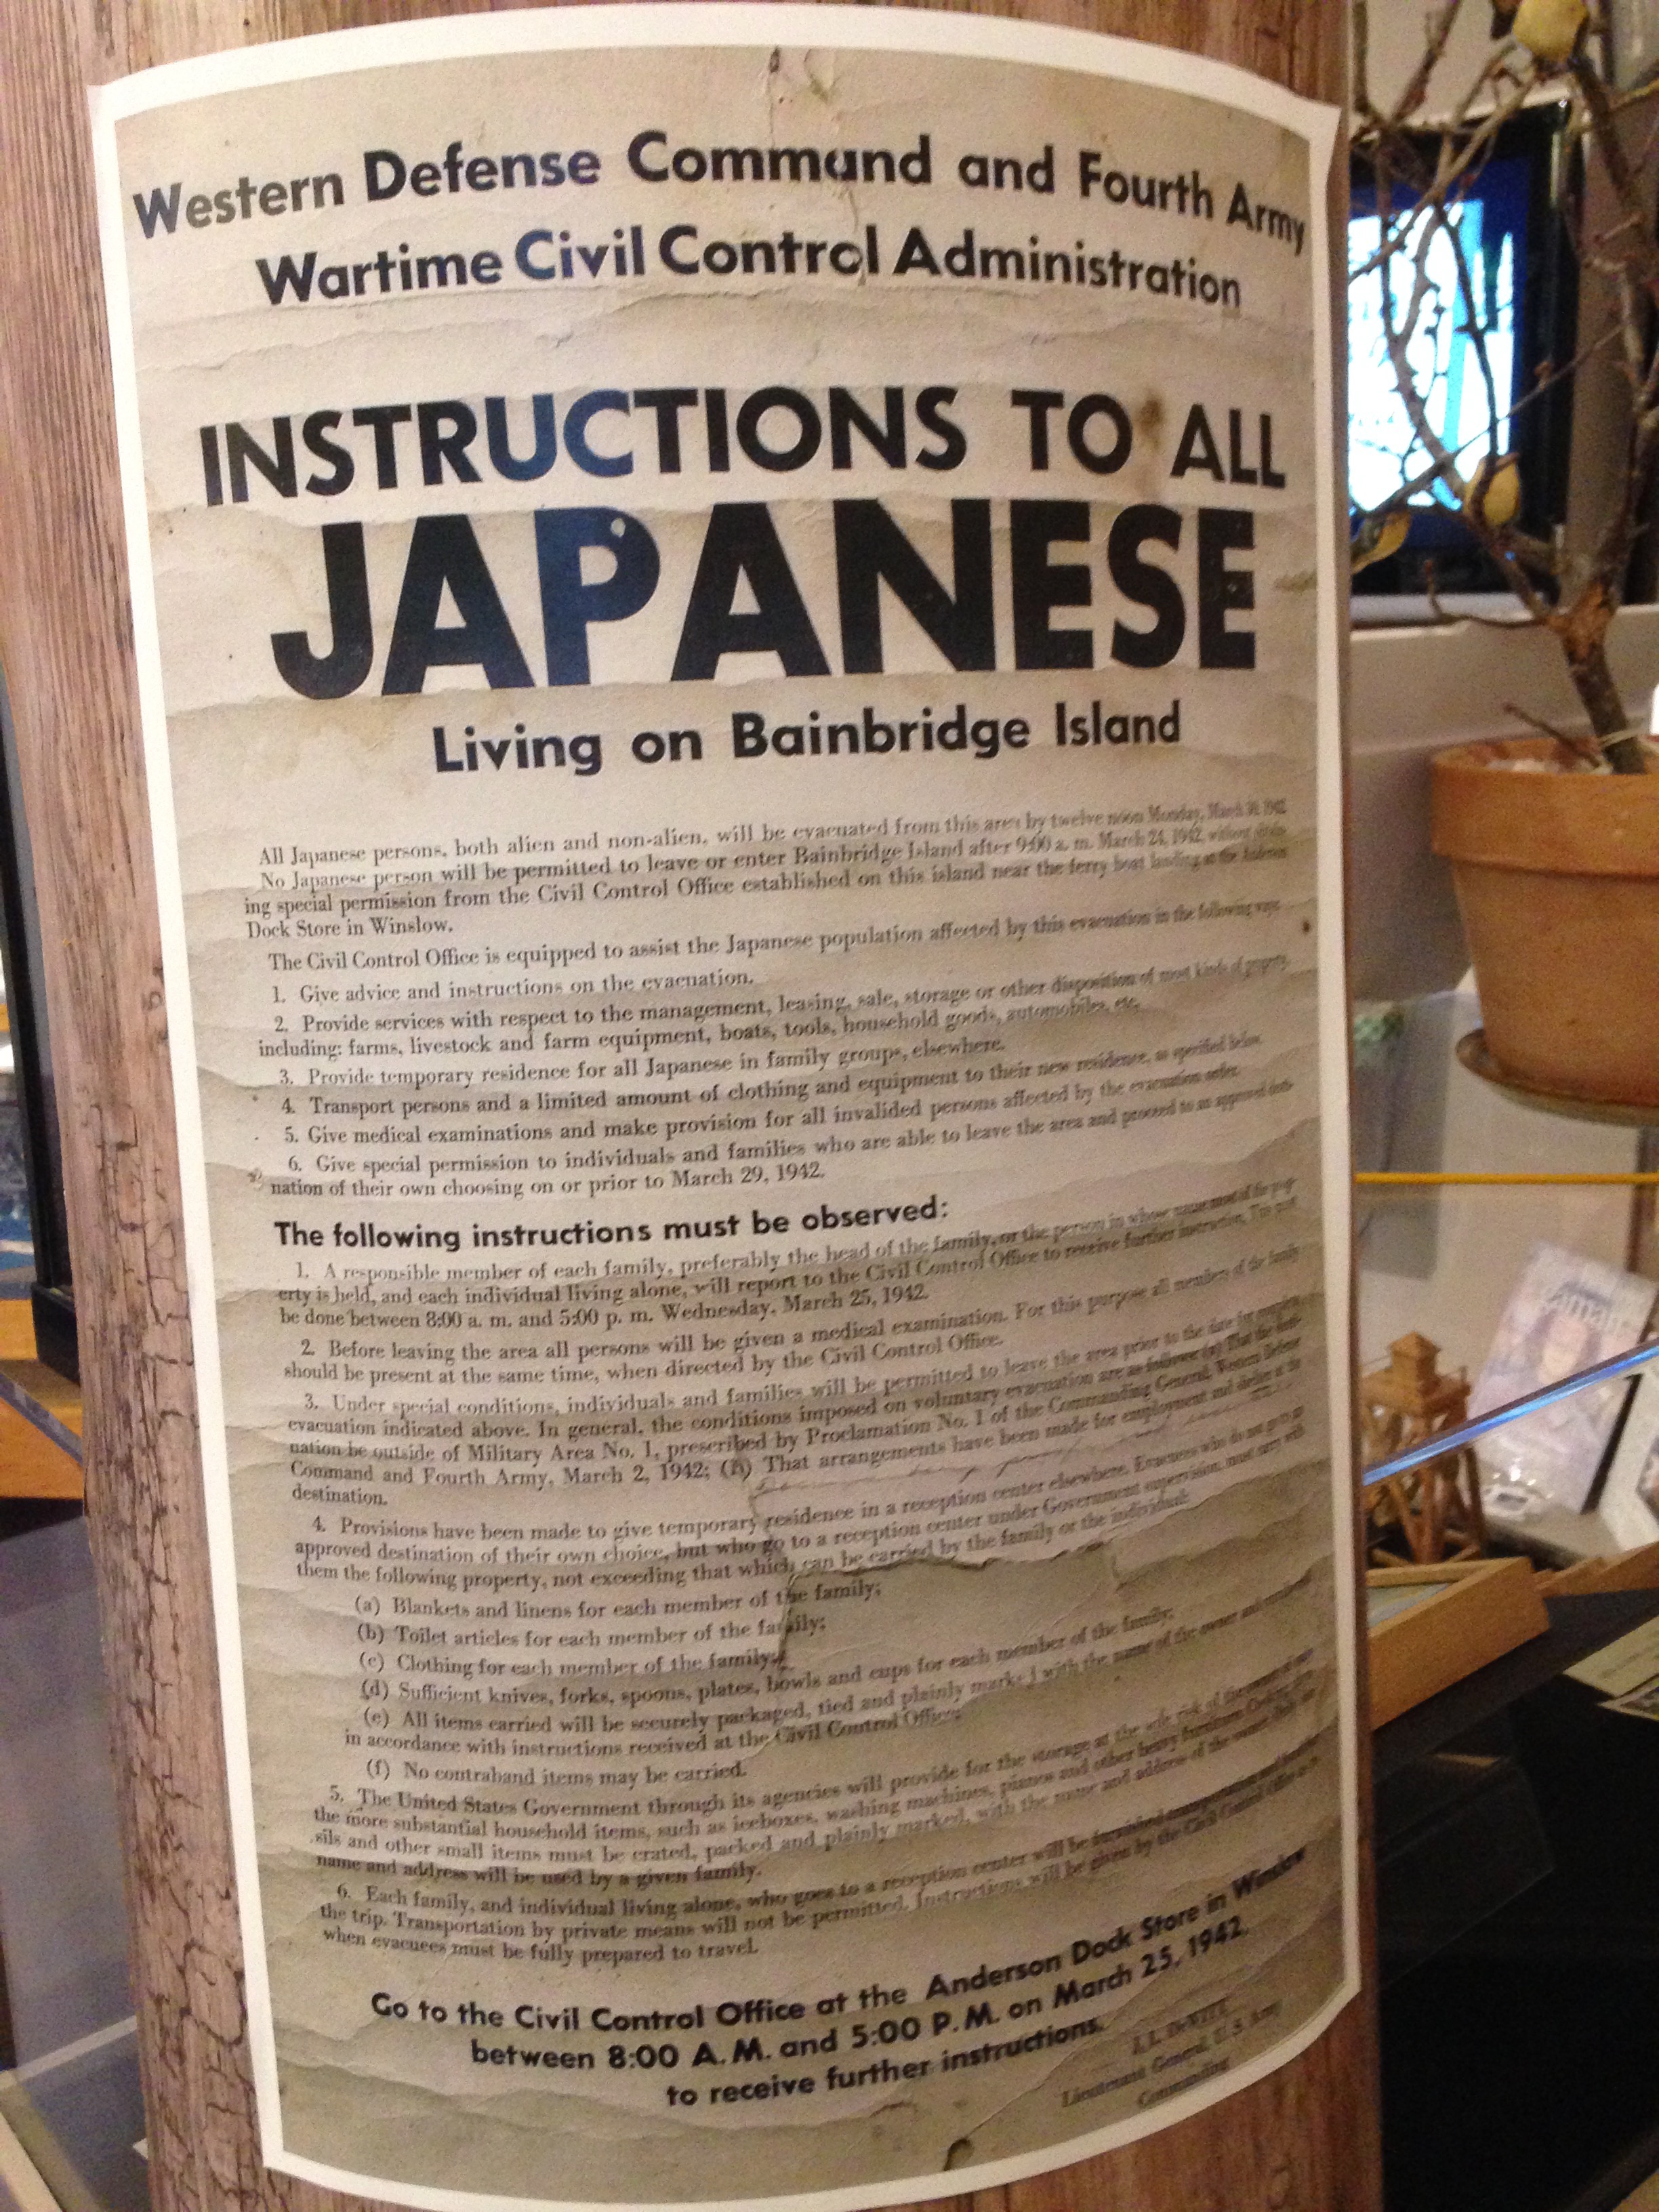 Western Defense Command and Fourth Army
Wartime Civil Control Administration
INSTRUCTIONS TO ALL
JAPANESE
Living on Bainbridge Island
All Japanese persons, both alien and non-alien, will be evacuated from this area by twelve noon Monday, March 30, 1942.
No Japanese person will be permitted to leave or enter Bainbridge Island after 9:00 a. m. March 24, 1942, without obtain-
ing special permission from the Civil Control Office established on this island near the ferry boat landing at the Anderson
Dock Store in Winslow.
The Civil Control Office is equipped to assist the Japanese population affected by this evacuation in the following ways:
1. Give advice and instructions on the evacuation.
2. Provide services with respect to the management, leasing, sale, storage or other disposition of most kinds of property,
including: farms, livestock and farm equipment, boats, tools, household goods, automobiles, etc.
3. Provide temporary residence for all Japanese in family groups, elsewhere.
4. Transport persons and a limited amount of clothing and equipment to their new residence, as specified below.
5. Give medical examinations and make provision for all invalided persons affected by the evacuation order.
6. Give special permission to individuals and families who are able to leave the area and proceed to an approved desti-
nation of their own choosing on or prior to March 29, 1942.
The following instructions must be observed:
1. A responsible member of each family, preferably the head of the family, or the person in whose name most of the prop-
erty is held, and each individual living alone, will report to the Civil Control Office to receive further instruction. This must
be done between 8:00 a. m. and 5:00 p. m. Wednesday, March 25, 1942.
2. Before leaving the area all persons will be given a medical examination. For this purpose all members of the family
should be present at the same time, when directed by the Civil Control Office.
3. Under special conditions, individuals and families will be permitted to leave the area prior to the date for complete
evacuation indicated above. In general, the conditions imposed on voluntary evacuation are as follows: (a) That the desti-
nation be outside of Military Area No. 1, prescribed by Proclamation No. 1 of the Commanding General, Western Defense
Command and Fourth Army, March 2, 1942; (b) That arrangements have been made for employment and shelter at the
destination.
4. Provisions have been made to give temporary residence in a reception center elsewhere. Evacuees who do not go to an
approved destination of their own choice, but who go to a reception center under Government supervision, must carry with
them the following property, not exceeding that which can be carried by the family or the individual:
(a) Blankets and linens for each member of the family;
(b) Toilet articles for each member of the family;
(c) Clothing for each member of the family;
(d) Sufficient knives, forks, spoons, plates, bowls and cups for each member of the family;
(e) All items carried will be securely packaged, tied and plainly marked with the name of the owner and numbered
in accordance with instructions received at the Civil Control Office;
(f) No contraband items may be carried.
5. The United States Government through its agencies will provide for the storage at the sole risk of the owner of
the more substantial household items, such as iceboxes, washing machines, pianos and other heavy furniture. Cooking uten-
sils and other small items must be crated, packed and plainly marked, with the name and address of the owner. Only one
name and address will be used by a given family.
6. Each family, and individual living alone, who goes to a reception center will be furnished transportation
the trip. Transportation by private means will not be permitted. Instructions will be given by the Civil Control Office as to
when evacuees must be fully prepared to travel.
Go to the Civil Control Office at the Anderson Dock Store in Winslow
between 8:00 A. M. and 5:00 P. M. on March 25, 1942,
to receive further instructions.
J. L. DeWITT
Lieutenant General, U. S. Army
Commanding